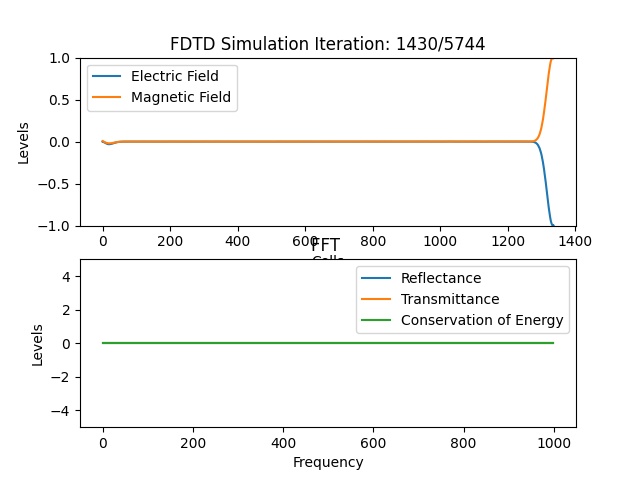 FDTD Simulation Iteration: 1430/5744
Electric Field
Magnetic Field
Levels
1.0
0.5
0.0
−0.5
−1.0
0 200 400 600 800 1000 1200 1400
Cells
FFT
Reflectance
Transmittance
Conservation of Energy
Levels
4
2
0
−2
−4
0 200 400 600 800 1000
Frequency